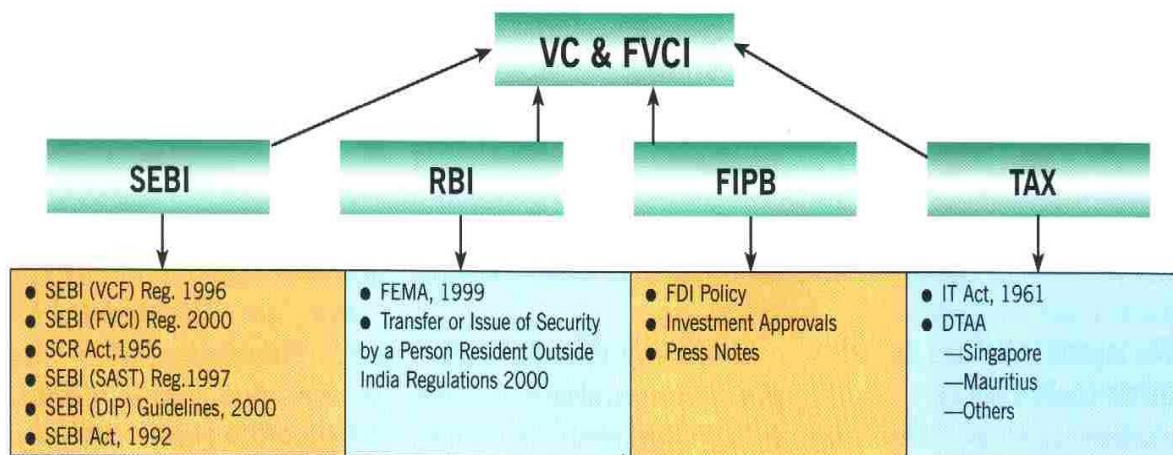 VC & FVCI
SEBI
RBI
FIPB
TAX
● SEBI (VCF) Reg. 1996
● SEBI (FVCI) Reg. 2000
● SCR Act,1956
● SEBI (SAST) Reg.1997
● SEBI (DIP) Guidelines, 2000
● SEBI Act, 1992
● FEMA, 1999
● Transfer or Issue of Security
by a Person Resident Outside
India Regulations 2000
● FDI Policy
● Investment Approvals
● Press Notes
● IT Act, 1961
● DTAA
—Singapore
—Mauritius
—Others